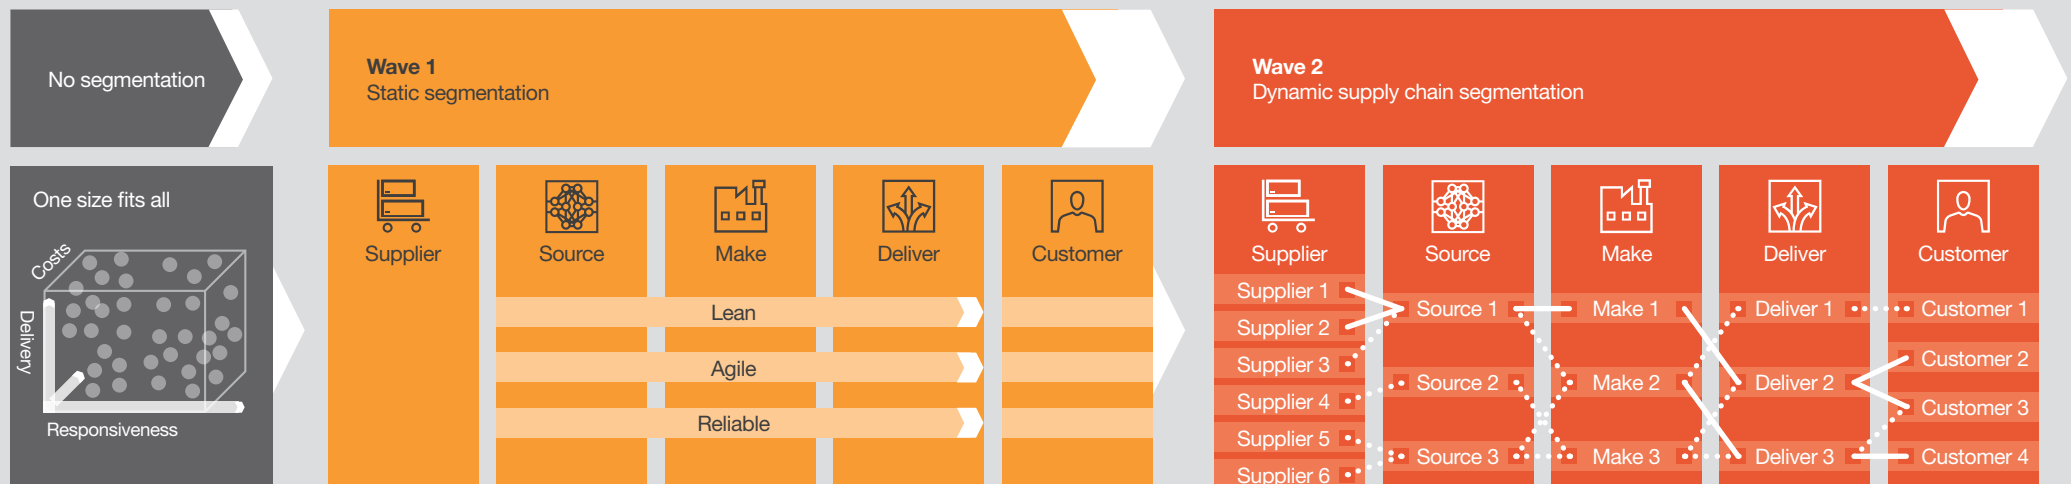 No segmentation
Wave 1
Static segmentation
Wave 2
Dynamic supply chain segmentation
One size fits all
Costs
Delivery
Responsiveness
Supplier
Source
Make
Deliver
Customer
Lean
Agile
Reliable
Supplier
Source
Make
Deliver
Customer
Supplier 1
Supplier 2
Supplier 3
Supplier 4
Supplier 5
Supplier 6
Source 1
Source 2
Source 3
Make 1
Make 2
Make 3
Deliver 1
Deliver 2
Deliver 3
Customer 1
Customer 2
Customer 3
Customer 4